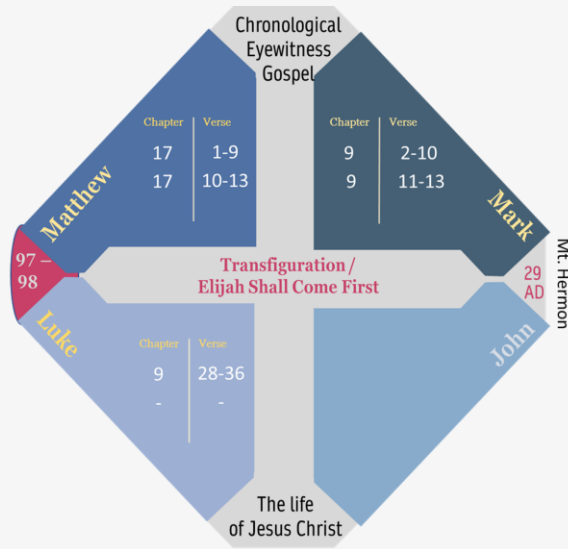 Chronological
Eyewitness
Gospel
Matthew
Chapter Verse
17 1-9
17 10-13
Mark
Chapter Verse
9 2-10
9 11-13
97 –
98
Transfiguration /
Elijah Shall Come First
29
AD
Mt. Hermon
Luke
Chapter Verse
9 28-36
- -
John
The life
of Jesus Christ